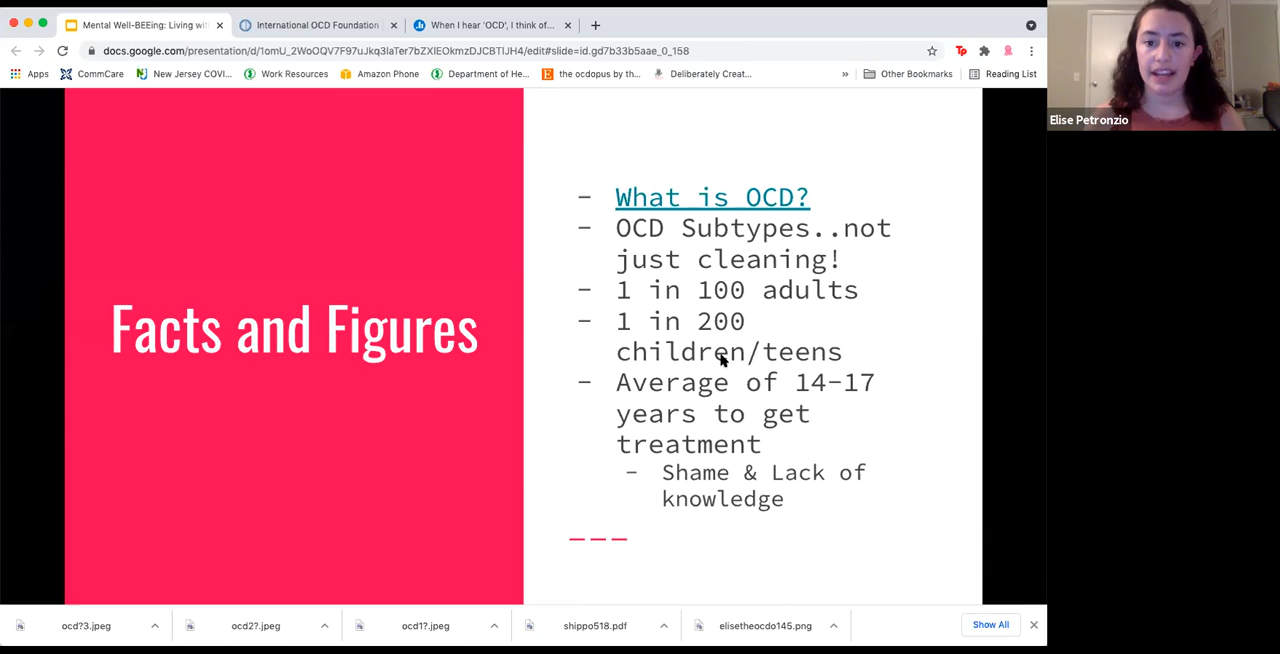 Mental Well-BEEing: Living wit
International OCD Foundation
When I hear 'OCD', I think of...
docs.google.com/presentation/d/1omU_2WoOQV7F97uJkq3laTer7bZXIEOkmzDJCBTlJH4/edit#slide=id.gd7b33b5aae_0_158
Apps
CommCare
New Jersey COVI...
Work Resources
Amazon Phone
Department of He...
the ocdopus by th...
Deliberately Creat...
»
Other Bookmarks
Reading List
Elise Petronzio
Facts and Figures
- What is OCD?
- OCD Subtypes..not
just cleaning!
- 1 in 100 adults
- 1 in 200
children/teens
- Average of 14-17
years to get
treatment
- Shame & Lack of
knowledge
ocd?3.jpeg
ocd2?.jpeg
ocd1?.jpeg
shippo518.pdf
elisetheocdo145.png
Show All